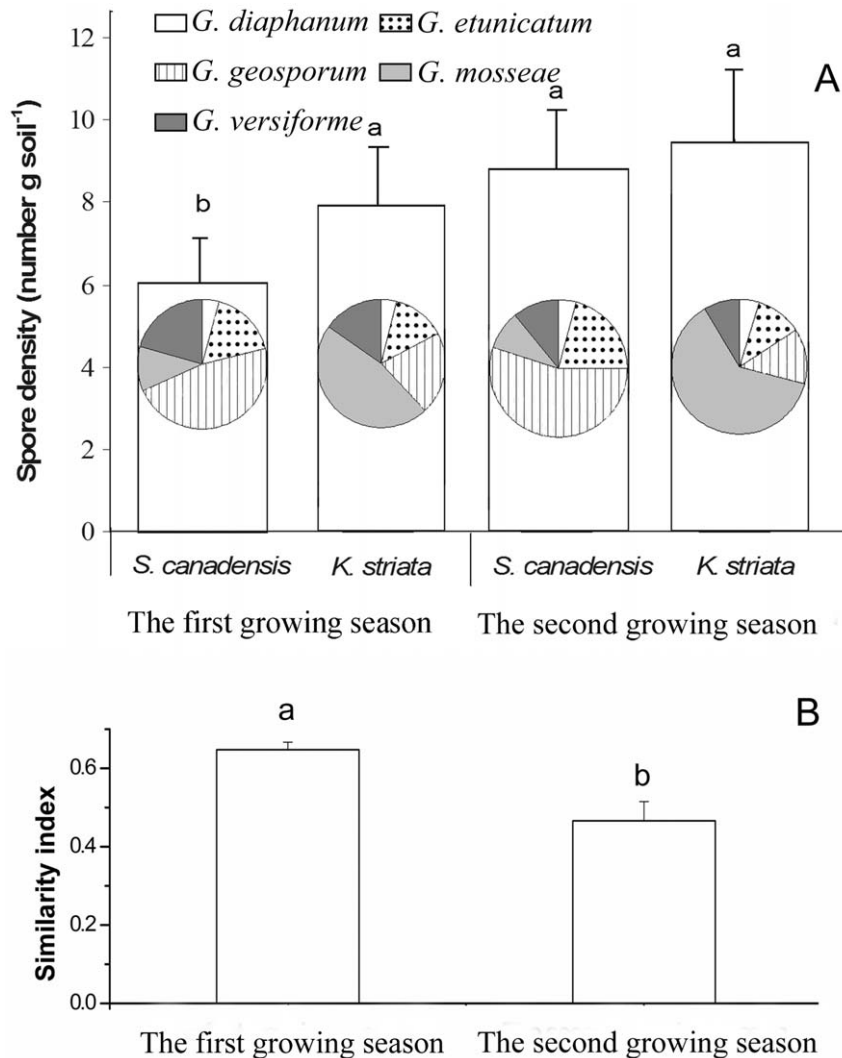 G. diaphanum G. etunicatum
G. geosporum G. mosseae
G. versiforme
A
Spore density (number g soil⁻¹)
12
10
8
6
4
2
0
b
a
a
a
S. canadensis K. striata S. canadensis K. striata
The first growing season The second growing season
B
Similarity index
0.6
0.4
0.2
0.0
a
b
The first growing season The second growing season